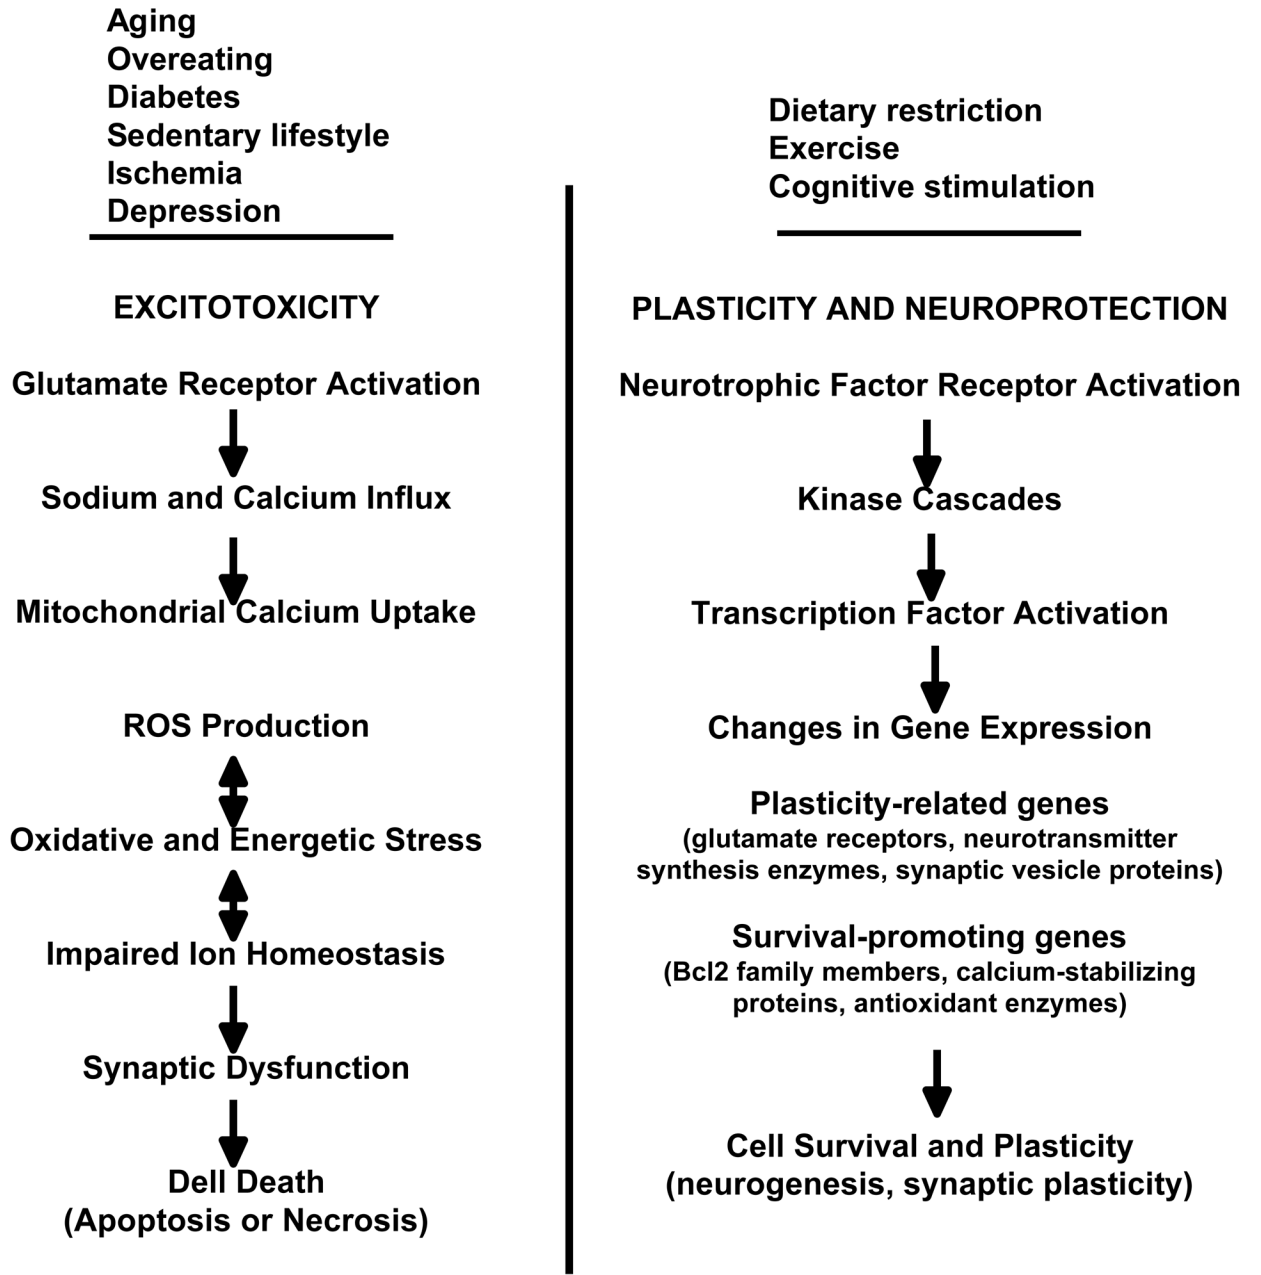 Aging
Overeating
Diabetes
Sedentary lifestyle
Ischemia
Depression
EXCITOTOXICITY
Glutamate Receptor Activation
Sodium and Calcium Influx
Mitochondrial Calcium Uptake
ROS Production
Oxidative and Energetic Stress
Impaired Ion Homeostasis
Synaptic Dysfunction
Dell Death
(Apoptosis or Necrosis)
Dietary restriction
Exercise
Cognitive stimulation
PLASTICITY AND NEUROPROTECTION
Neurotrophic Factor Receptor Activation
Kinase Cascades
Transcription Factor Activation
Changes in Gene Expression
Plasticity-related genes
(glutamate receptors, neurotransmitter
synthesis enzymes, synaptic vesicle proteins)
Survival-promoting genes
(Bcl2 family members, calcium-stabilizing
proteins, antioxidant enzymes)
Cell Survival and Plasticity
(neurogenesis, synaptic plasticity)